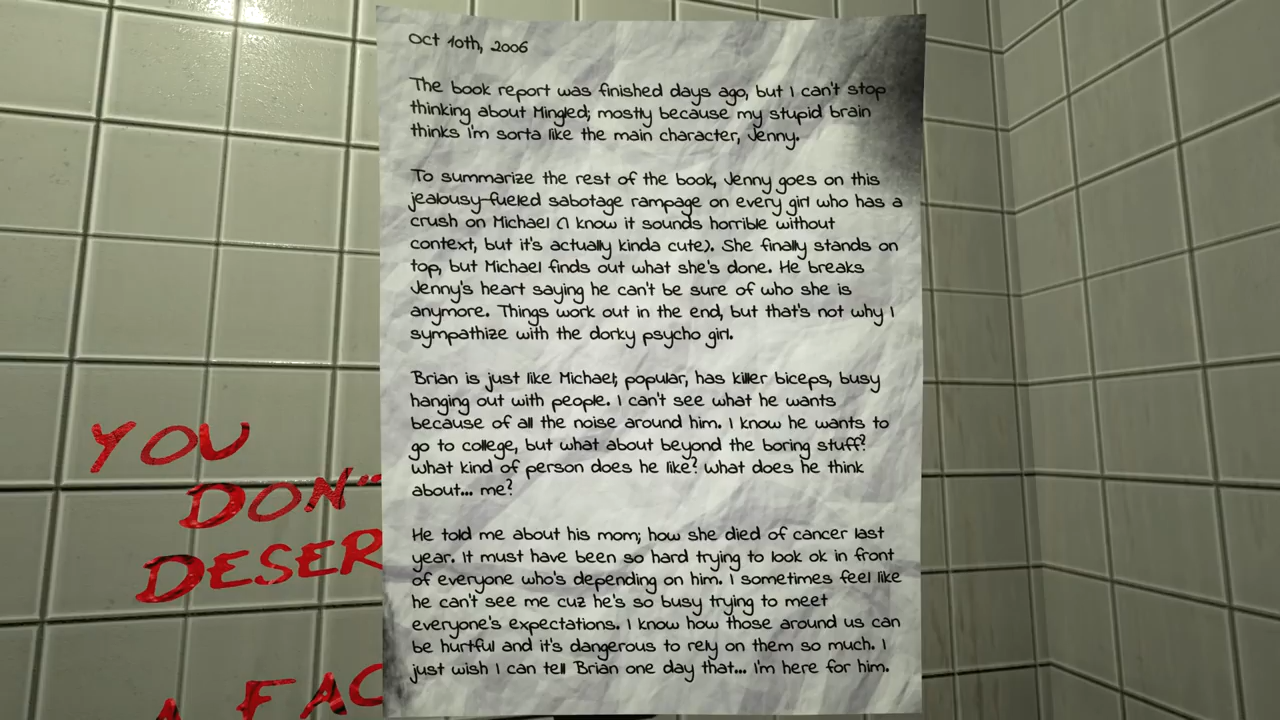 Oct 10th, 2006
The book report was finished days ago, but I can't stop
thinking about Mingled; mostly because my stupid brain
thinks I'm sorta like the main character, Jenny.
To summarize the rest of the book, Jenny goes on this
jealousy-fueled sabotage rampage on every girl who has a
crush on Michael (I know it sounds horrible without
context, but it's actually kinda cute). She finally stands on
top, but Michael finds out what she's done. He breaks
Jenny's heart saying he can't be sure of who she is
anymore. Things work out in the end, but that's not why I
sympathize with the dorky psycho girl.
Brian is just like Michael; popular, has killer biceps, busy
hanging out with people. I can't see what he wants
because of all the noise around him. I know he wants to
go to college, but what about beyond the boring stuff?
What kind of person does he like? What does he think
about... me?
He told me about his mom; how she died of cancer last
year. It must have been so hard trying to look ok in front
of everyone who's depending on him. I sometimes feel like
he can't see me cuz he's so busy trying to meet
everyone's expectations. I know how those around us can
be hurtful and it's dangerous to rely on them so much. I
just wish I can tell Brian one day that... I'm here for him.
YOU
DON'
DESER
A FAC